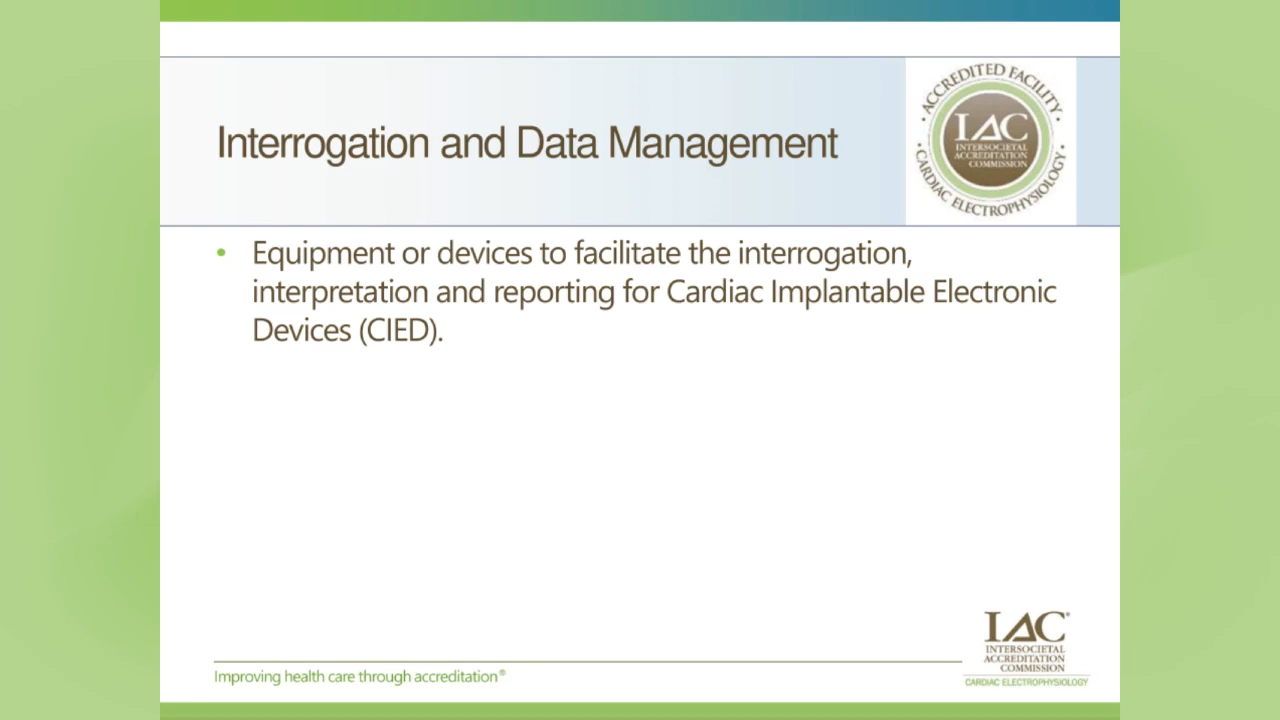 Interrogation and Data Management
ACCREDITED FACILITY
IAC
INTERSOCIETAL
ACCREDITATION
COMMISSION
CARDIAC ELECTROPHYSIOLOGY
• Equipment or devices to facilitate the interrogation,
interpretation and reporting for Cardiac Implantable Electronic
Devices (CIED).
Improving health care through accreditation®
IAC®
INTERSOCIETAL
ACCREDITATION
COMMISSION
CARDIAC ELECTROPHYSIOLOGY